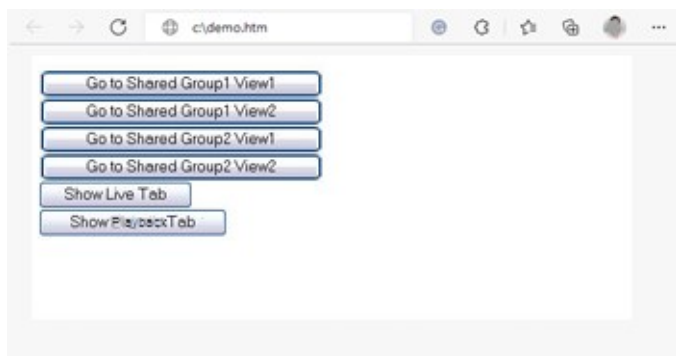 c:\demo.htm
Go to Shared Group1 View1
Go to Shared Group1 View2
Go to Shared Group2 View1
Go to Shared Group2 View2
Show Live Tab
Show Playback Tab